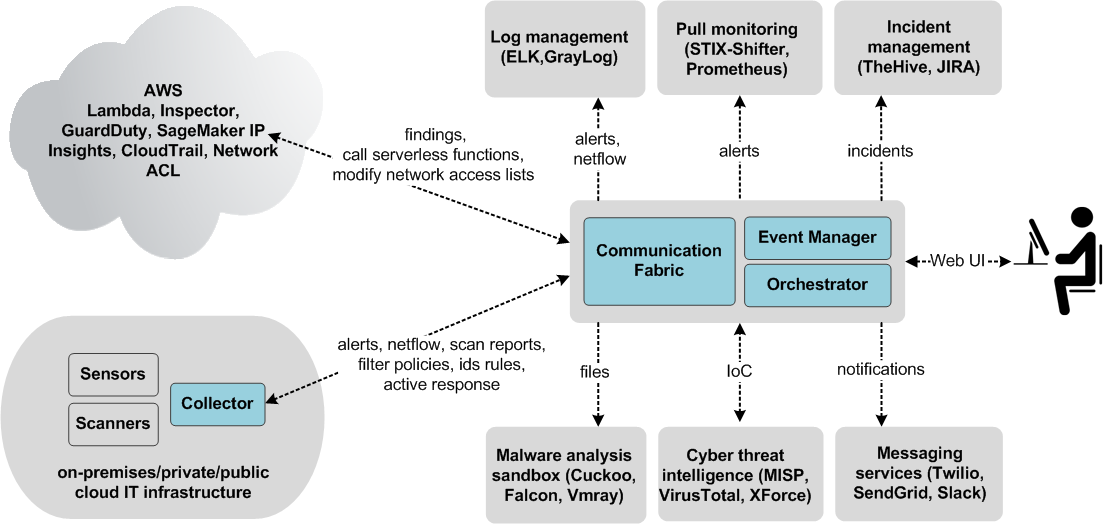 Log management
(ELK,GrayLog)
Pull monitoring
(STIX-Shifter,
Prometheus)
Incident
management
(TheHive, JIRA)
AWS
Lambda, Inspector,
GuardDuty, SageMaker IP
Insights, CloudTrail, Network
ACL
findings,
call serverless functions,
modify network access lists
alerts,
netflow
alerts
incidents
Communication
Fabric
Event Manager
Orchestrator
Web UI
alerts, netflow, scan reports,
filter policies, ids rules,
active response
files
IoC
notifications
Sensors
Scanners
Collector
on-premises/private/public
cloud IT infrastructure
Malware analysis
sandbox (Cuckoo,
Falcon, Vmray)
Cyber threat
intelligence (MISP,
VirusTotal, XForce)
Messaging
services (Twilio,
SendGrid, Slack)